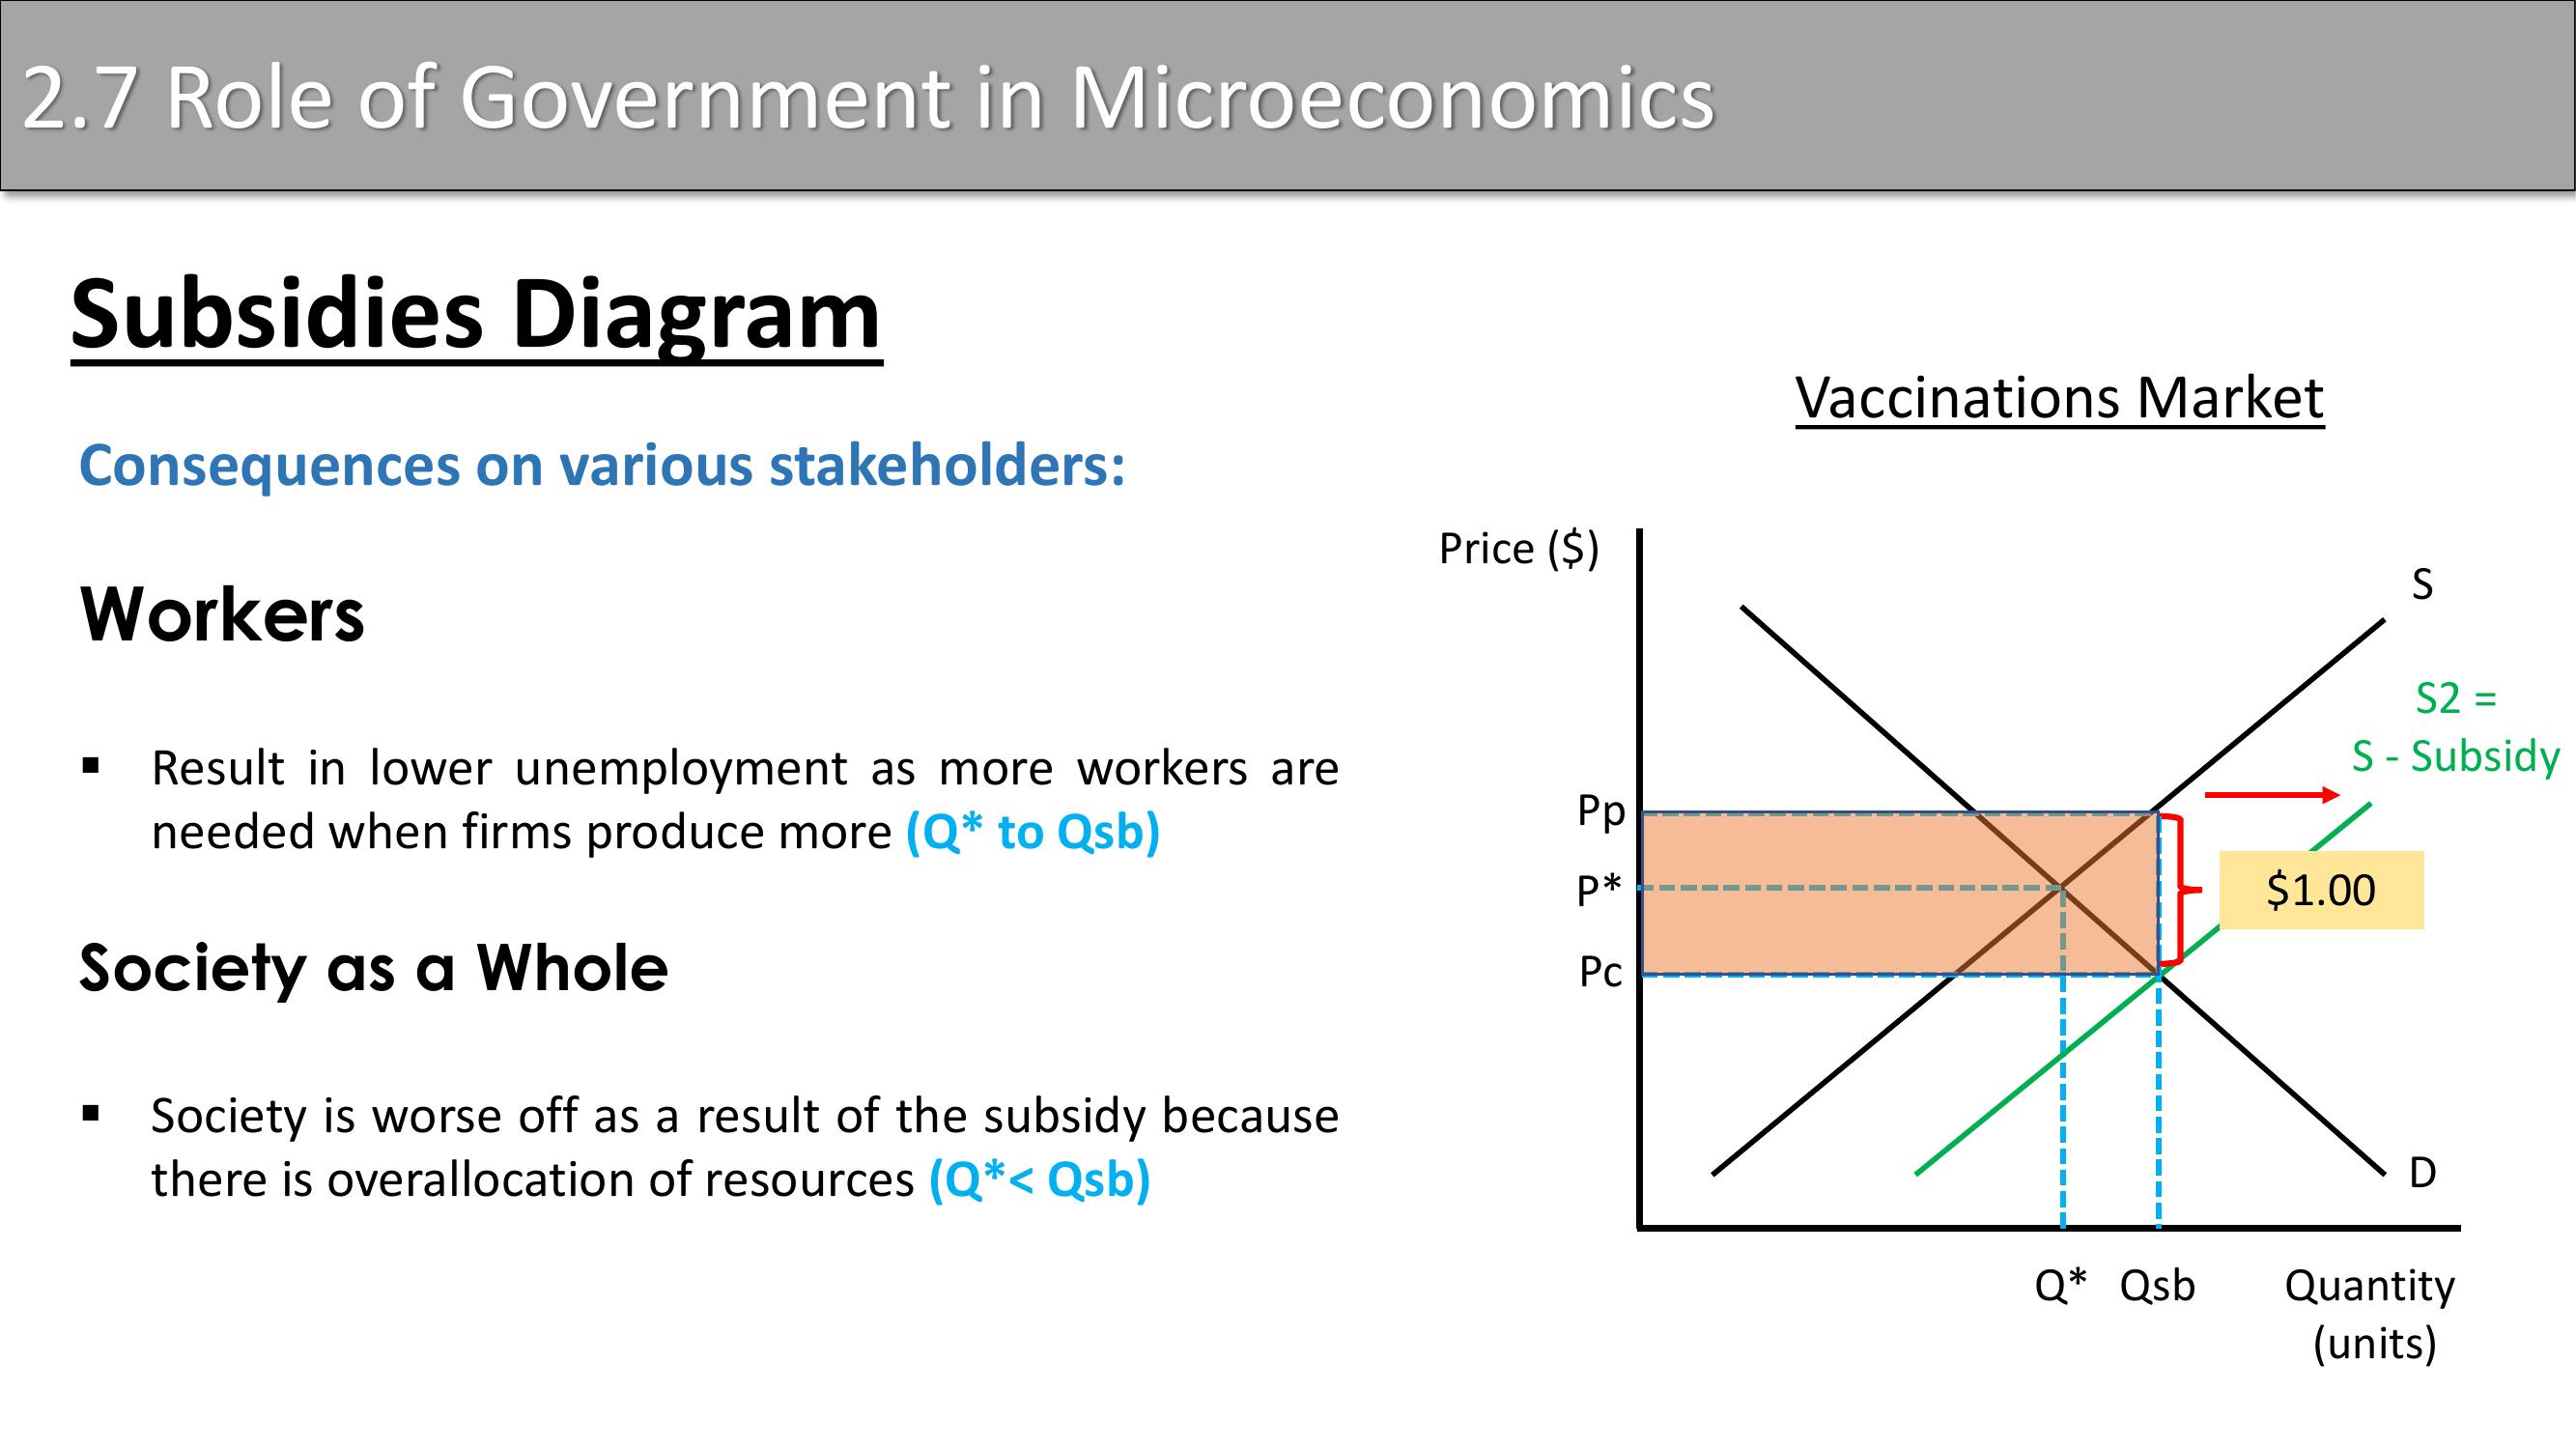 2.7 Role of Government in Microeconomics
Subsidies Diagram
Consequences on various stakeholders:
Workers
▪ Result in lower unemployment as more workers are
needed when firms produce more (Q* to Qsb)
Society as a Whole
▪ Society is worse off as a result of the subsidy because
there is overallocation of resources (Q*< Qsb)
Vaccinations Market
Price ($)
S
S2 =
S - Subsidy
Pp
P*
$1.00
Pc
D
Q* Qsb Quantity
(units)